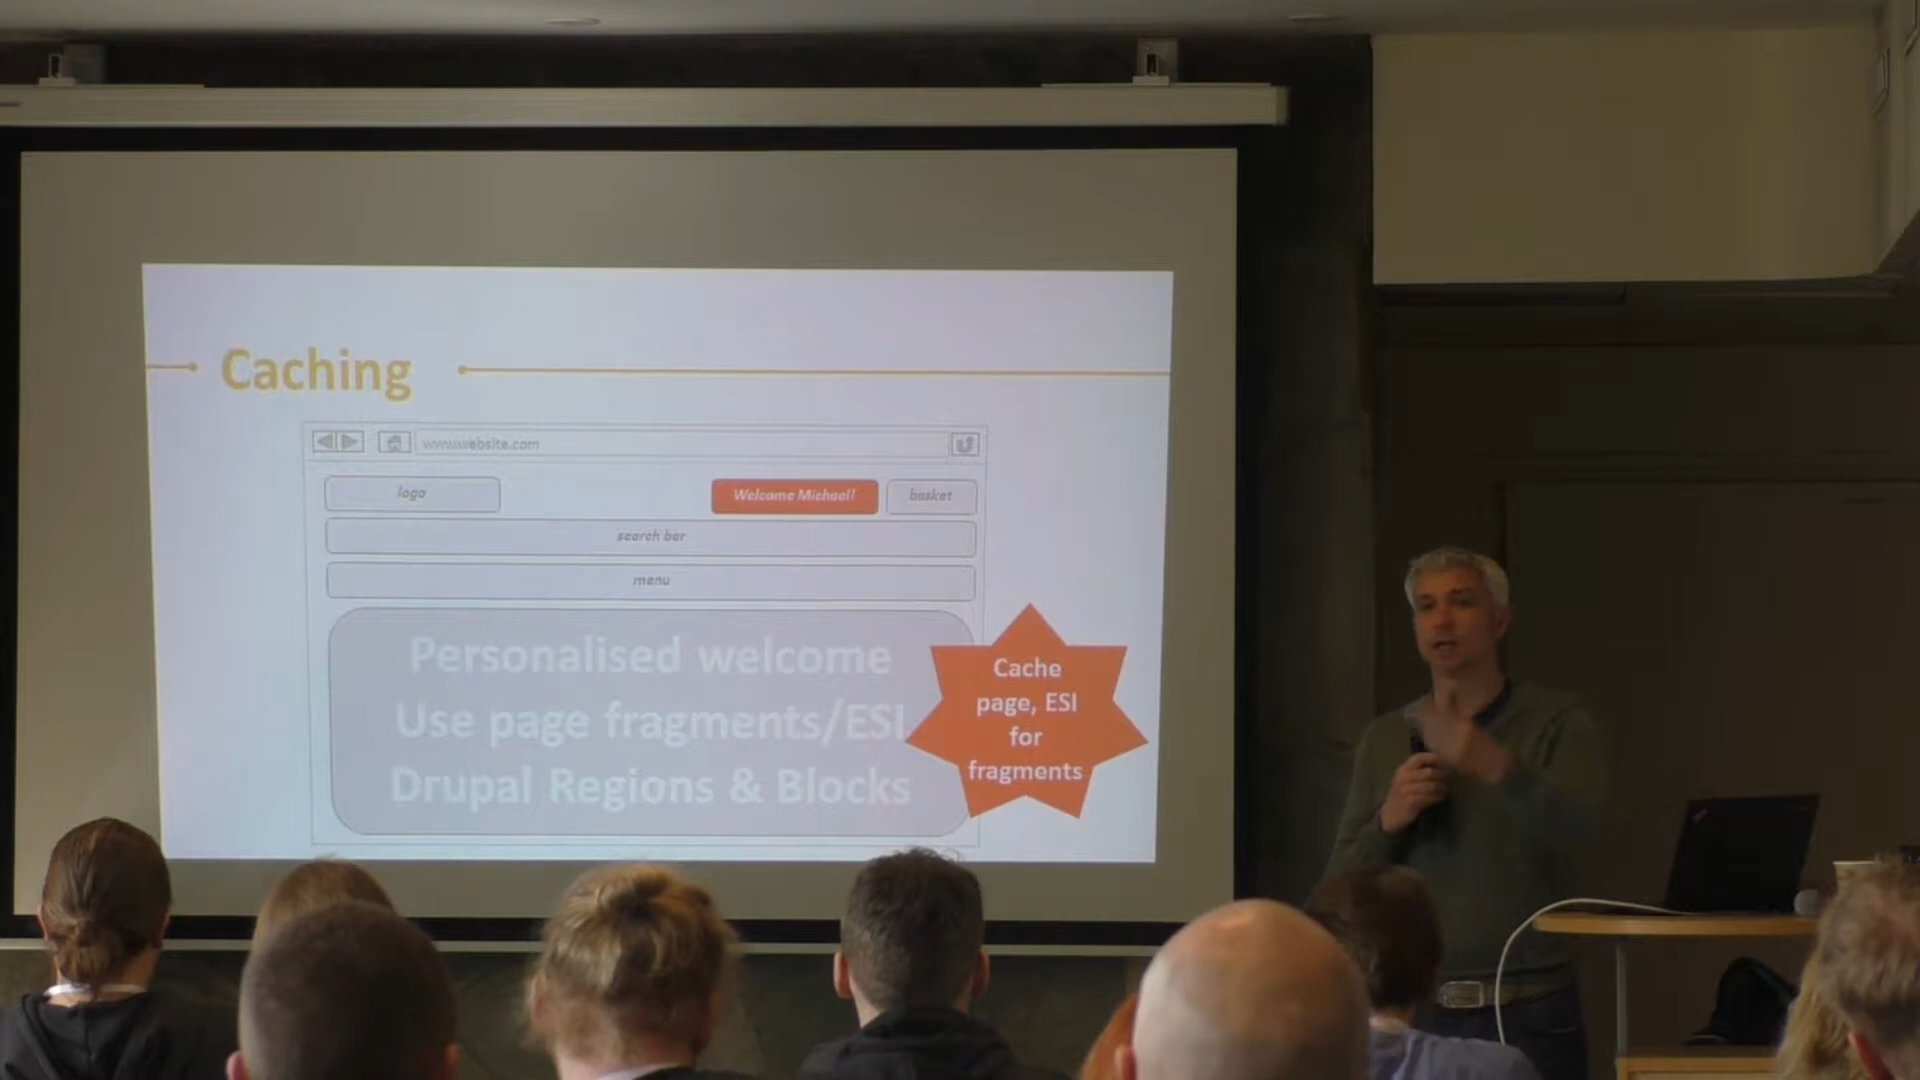 Caching
www.website.com
logo
Welcome Michael!
basket
search bar
menu
Personalised welcome
Use page fragments/ESI
Drupal Regions & Blocks
Cache
page, ESI
for
fragments